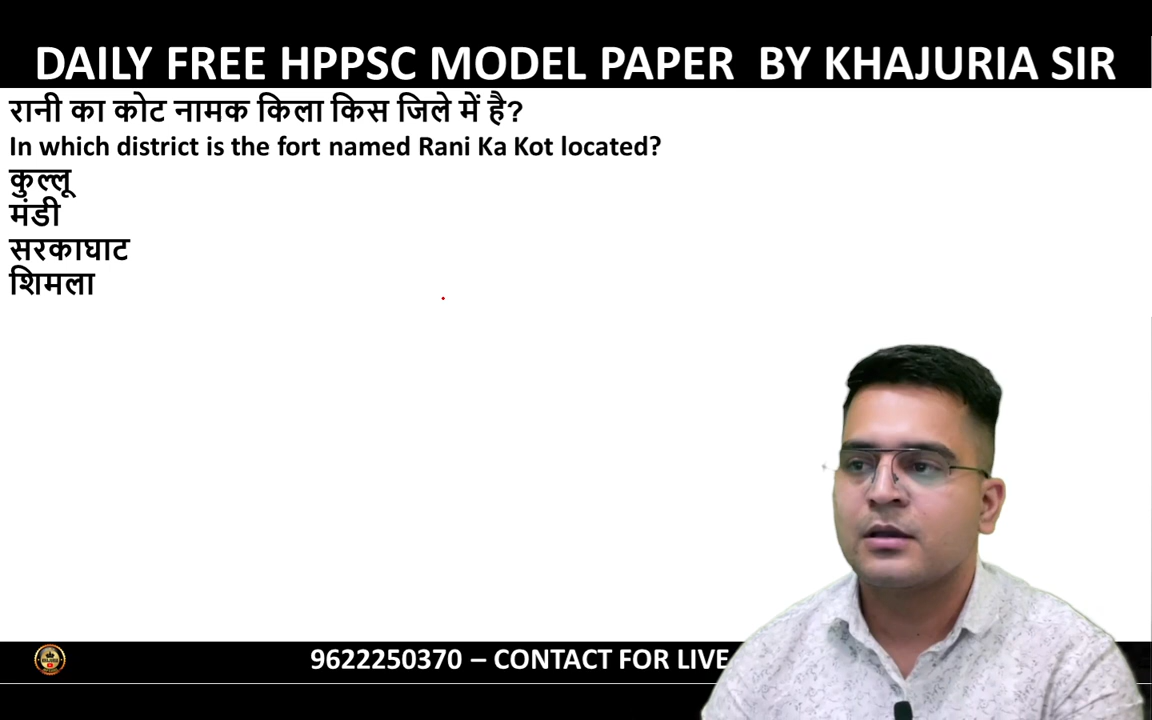 DAILY FREE HPPSC MODEL PAPER BY KHAJURIA SIR
रानी का कोट नामक किला किस जिले में है?
In which district is the fort named Rani Ka Kot located?
कुल्लू
मंडी
सरकाघाट
शिमला
9622250370 – CONTACT FOR LIVE